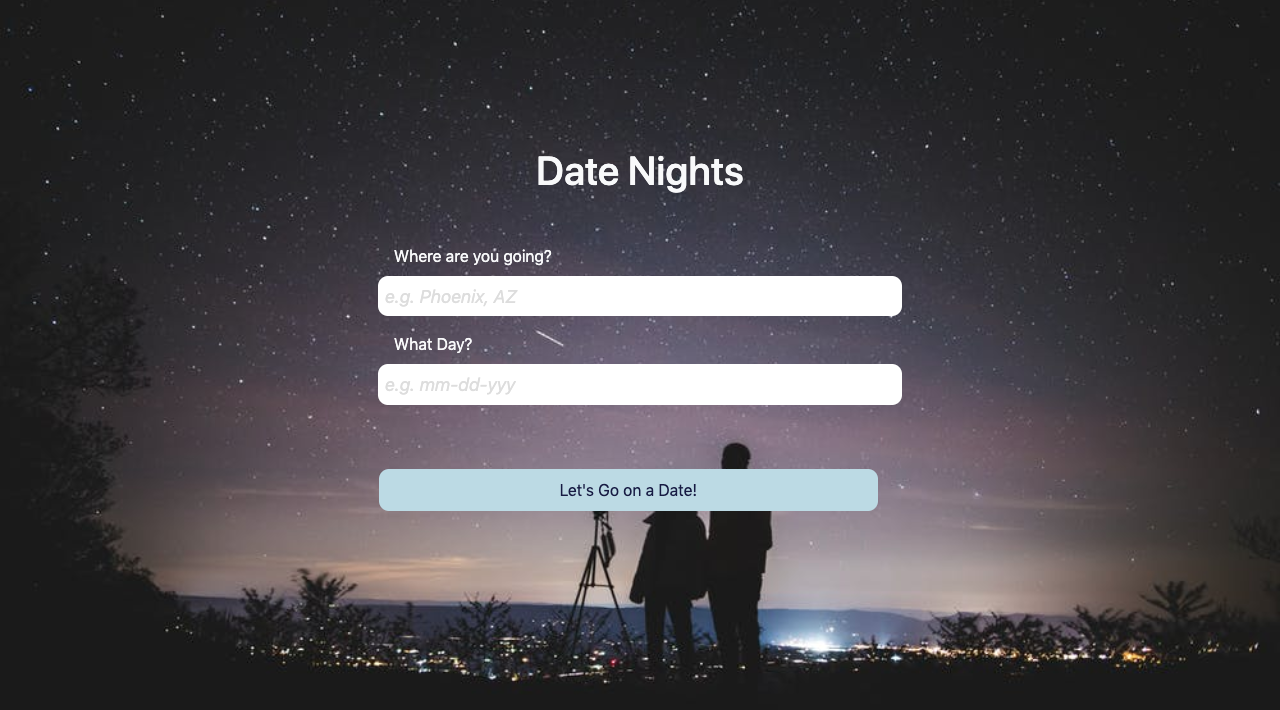 Date Nights
Where are you going?
e.g. Phoenix, AZ
What Day?
e.g. mm-dd-yyy
Let's Go on a Date!